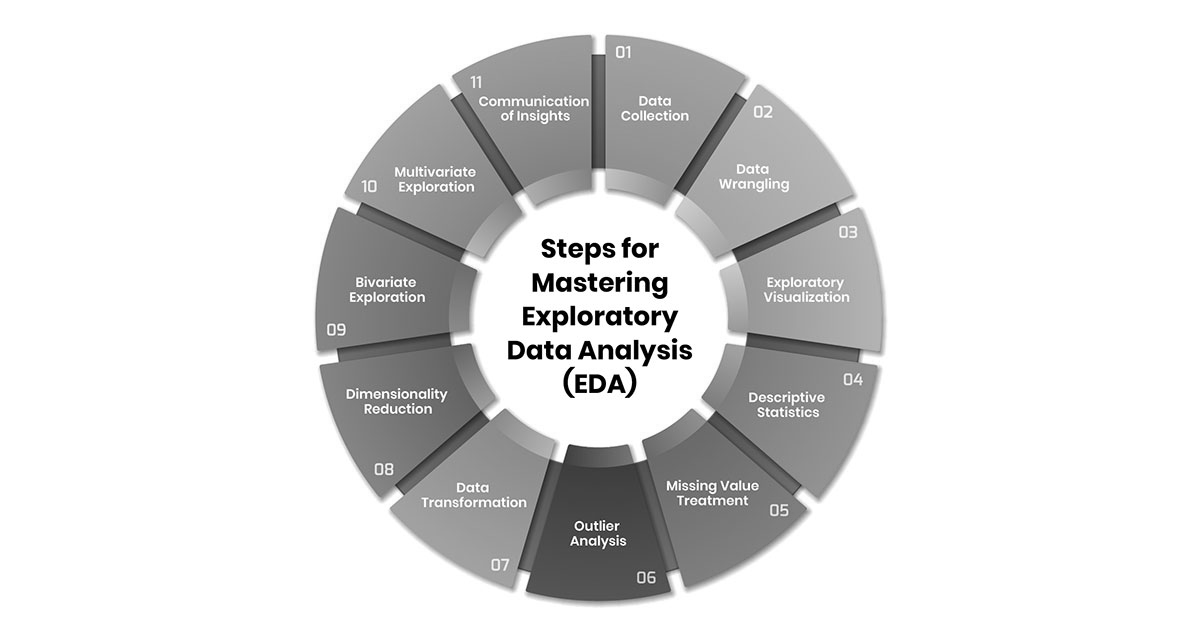 Steps for
Mastering
Exploratory
Data Analysis
(EDA)
01
Data
Collection
02
Data
Wrangling
03
Exploratory
Visualization
04
Descriptive
Statistics
05
Missing Value
Treatment
06
Outlier
Analysis
07
Data
Transformation
08
Dimensionality
Reduction
09
Bivariate
Exploration
10
Multivariate
Exploration
11
Communication
of Insights